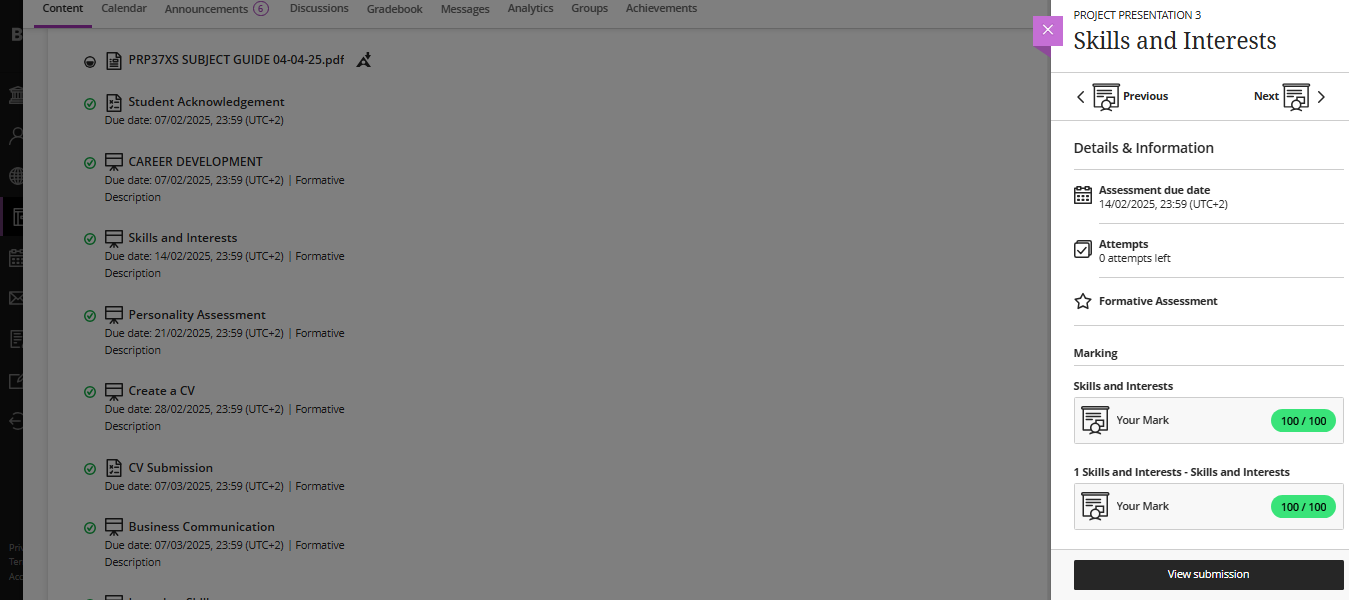 Content
Calendar
Announcements 6
Discussions
Gradebook
Messages
Analytics
Groups
Achievements
PRP37XS SUBJECT GUIDE 04-04-25.pdf
Student Acknowledgement
Due date: 07/02/2025, 23:59 (UTC+2)
CAREER DEVELOPMENT
Due date: 07/02/2025, 23:59 (UTC+2) | Formative
Description
Skills and Interests
Due date: 14/02/2025, 23:59 (UTC+2) | Formative
Description
Personality Assessment
Due date: 21/02/2025, 23:59 (UTC+2) | Formative
Description
Create a CV
Due date: 28/02/2025, 23:59 (UTC+2) | Formative
Description
CV Submission
Due date: 07/03/2025, 23:59 (UTC+2) | Formative
Business Communication
Due date: 07/03/2025, 23:59 (UTC+2) | Formative
Description
PROJECT PRESENTATION 3
Skills and Interests
Previous
Next
Details & Information
Assessment due date
14/02/2025, 23:59 (UTC+2)
Attempts
0 attempts left
Formative Assessment
Marking
Skills and Interests
Your Mark
100 / 100
1 Skills and Interests - Skills and Interests
Your Mark
100 / 100
View submission